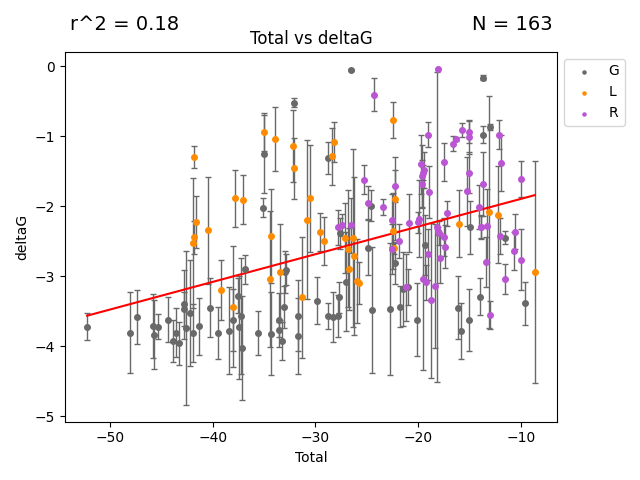 r^2 = 0.18 N = 163
Total vs deltaG
G
L
R
0
−1
−2
−3
−4
−5
deltaG
−50 −40 −30 −20 −10
Total